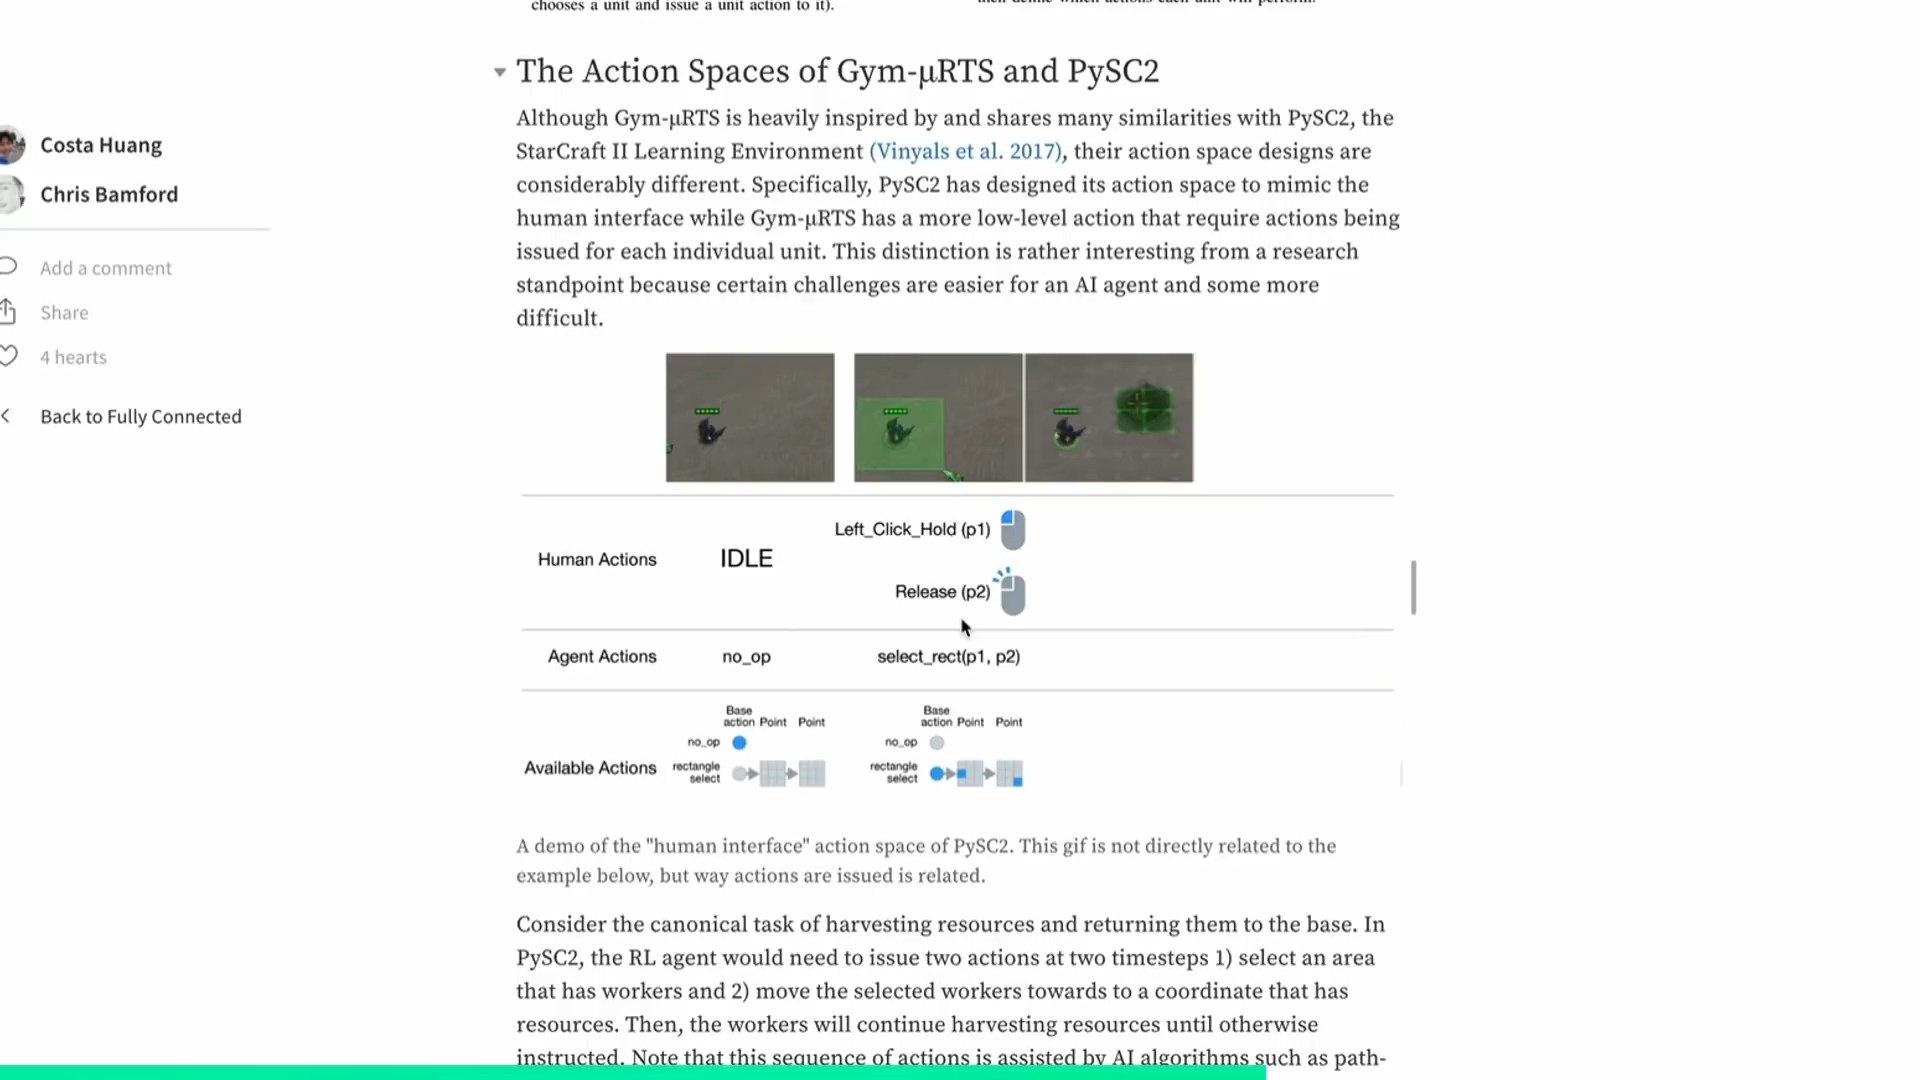 chooses a unit and issue a unit action to it).
then define which actions each unit will perform.
The Action Spaces of Gym-μRTS and PySC2
Although Gym-μRTS is heavily inspired by and shares many similarities with PySC2, the
StarCraft II Learning Environment (Vinyals et al. 2017), their action space designs are
considerably different. Specifically, PySC2 has designed its action space to mimic the
human interface while Gym-μRTS has a more low-level action that require actions being
issued for each individual unit. This distinction is rather interesting from a research
standpoint because certain challenges are easier for an AI agent and some more
difficult.
Costa Huang
Chris Bamford
Add a comment
Share
4 hearts
Back to Fully Connected
Human Actions
IDLE
Left_Click_Hold (p1)
Release (p2)
Agent Actions
no_op
select_rect(p1, p2)
Available Actions
Base
action Point Point
no_op
rectangle
select
Base
action Point Point
no_op
rectangle
select
A demo of the "human interface" action space of PySC2. This gif is not directly related to the
example below, but way actions are issued is related.
Consider the canonical task of harvesting resources and returning them to the base. In
PySC2, the RL agent would need to issue two actions at two timesteps 1) select an area
that has workers and 2) move the selected workers towards to a coordinate that has
resources. Then, the workers will continue harvesting resources until otherwise
instructed. Note that this sequence of actions is assisted by AI algorithms such as path-